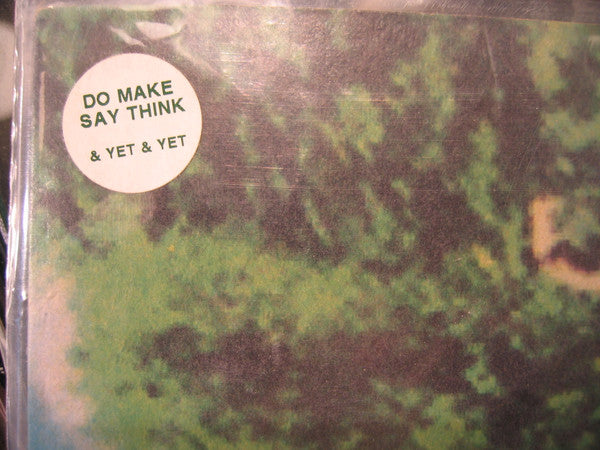 DO MAKE
SAY THINK
& YET & YET